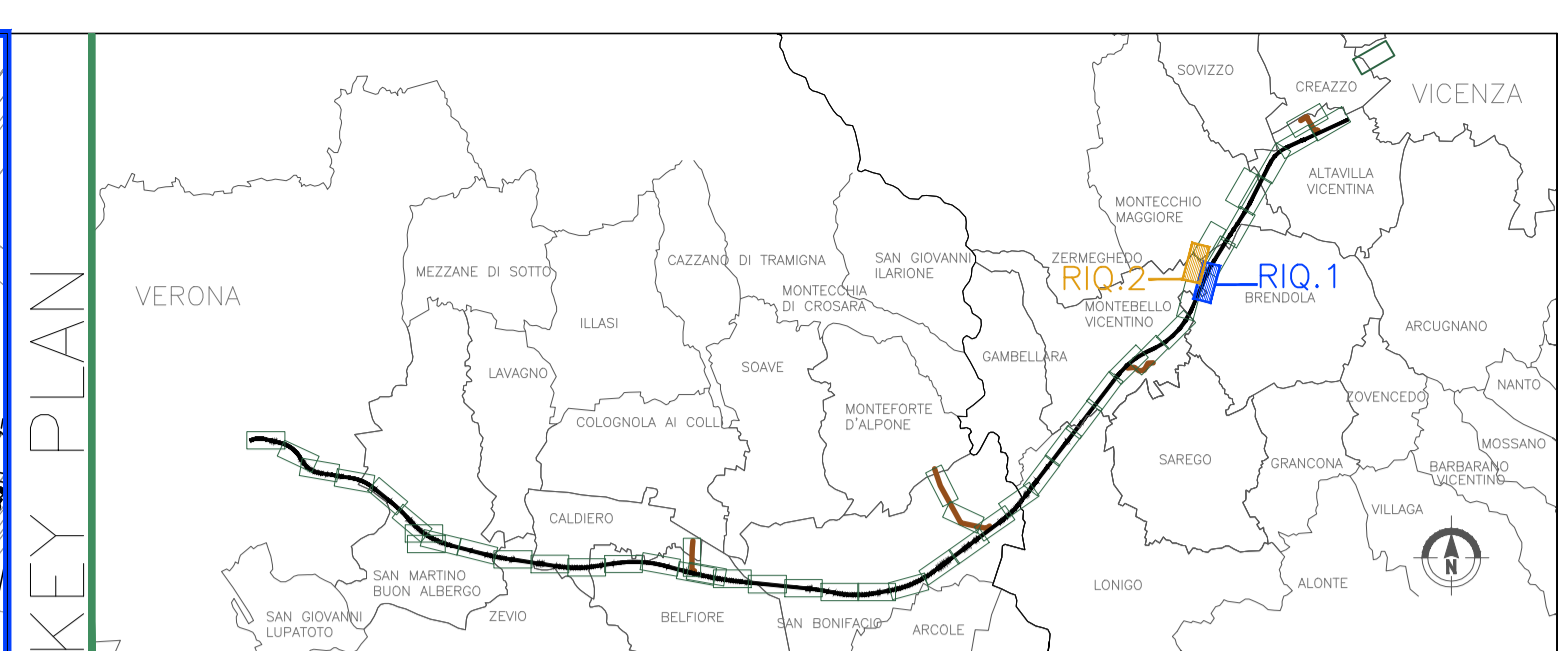 KEY PLAN
SOVIZZO
CREAZZO
VICENZA
ALTAVILLA
VICENTINA
MONTECCHIO
MAGGIORE
ZERMEGHEDO
RIQ.2
RIQ.1
BRENDOLA
MONTEBELLO
VICENTINO
ARCUGNANO
MEZZANE DI SOTTO
CAZZANO DI TRAMIGNA
SAN GIOVANNI
ILARIONE
VERONA
MONTECCHIA
DI CROSARA
ILLASI
GAMBELLARA
SOAVE
LAVAGNO
NANTO
ZOVENCEDO
MONTEFORTE
D'ALPONE
COLOGNOLA AI COLLI
MOSSANO
SAREGO
GRANCONA
BARBARANO
VICENTINO
VILLAGA
CALDIERO
N
SAN MARTINO
BUON ALBERGO
LONIGO
ALONTE
SAN GIOVANNI
LUPATOTO
ZEVIO
BELFIORE
SAN BONIFACIO
ARCOLE